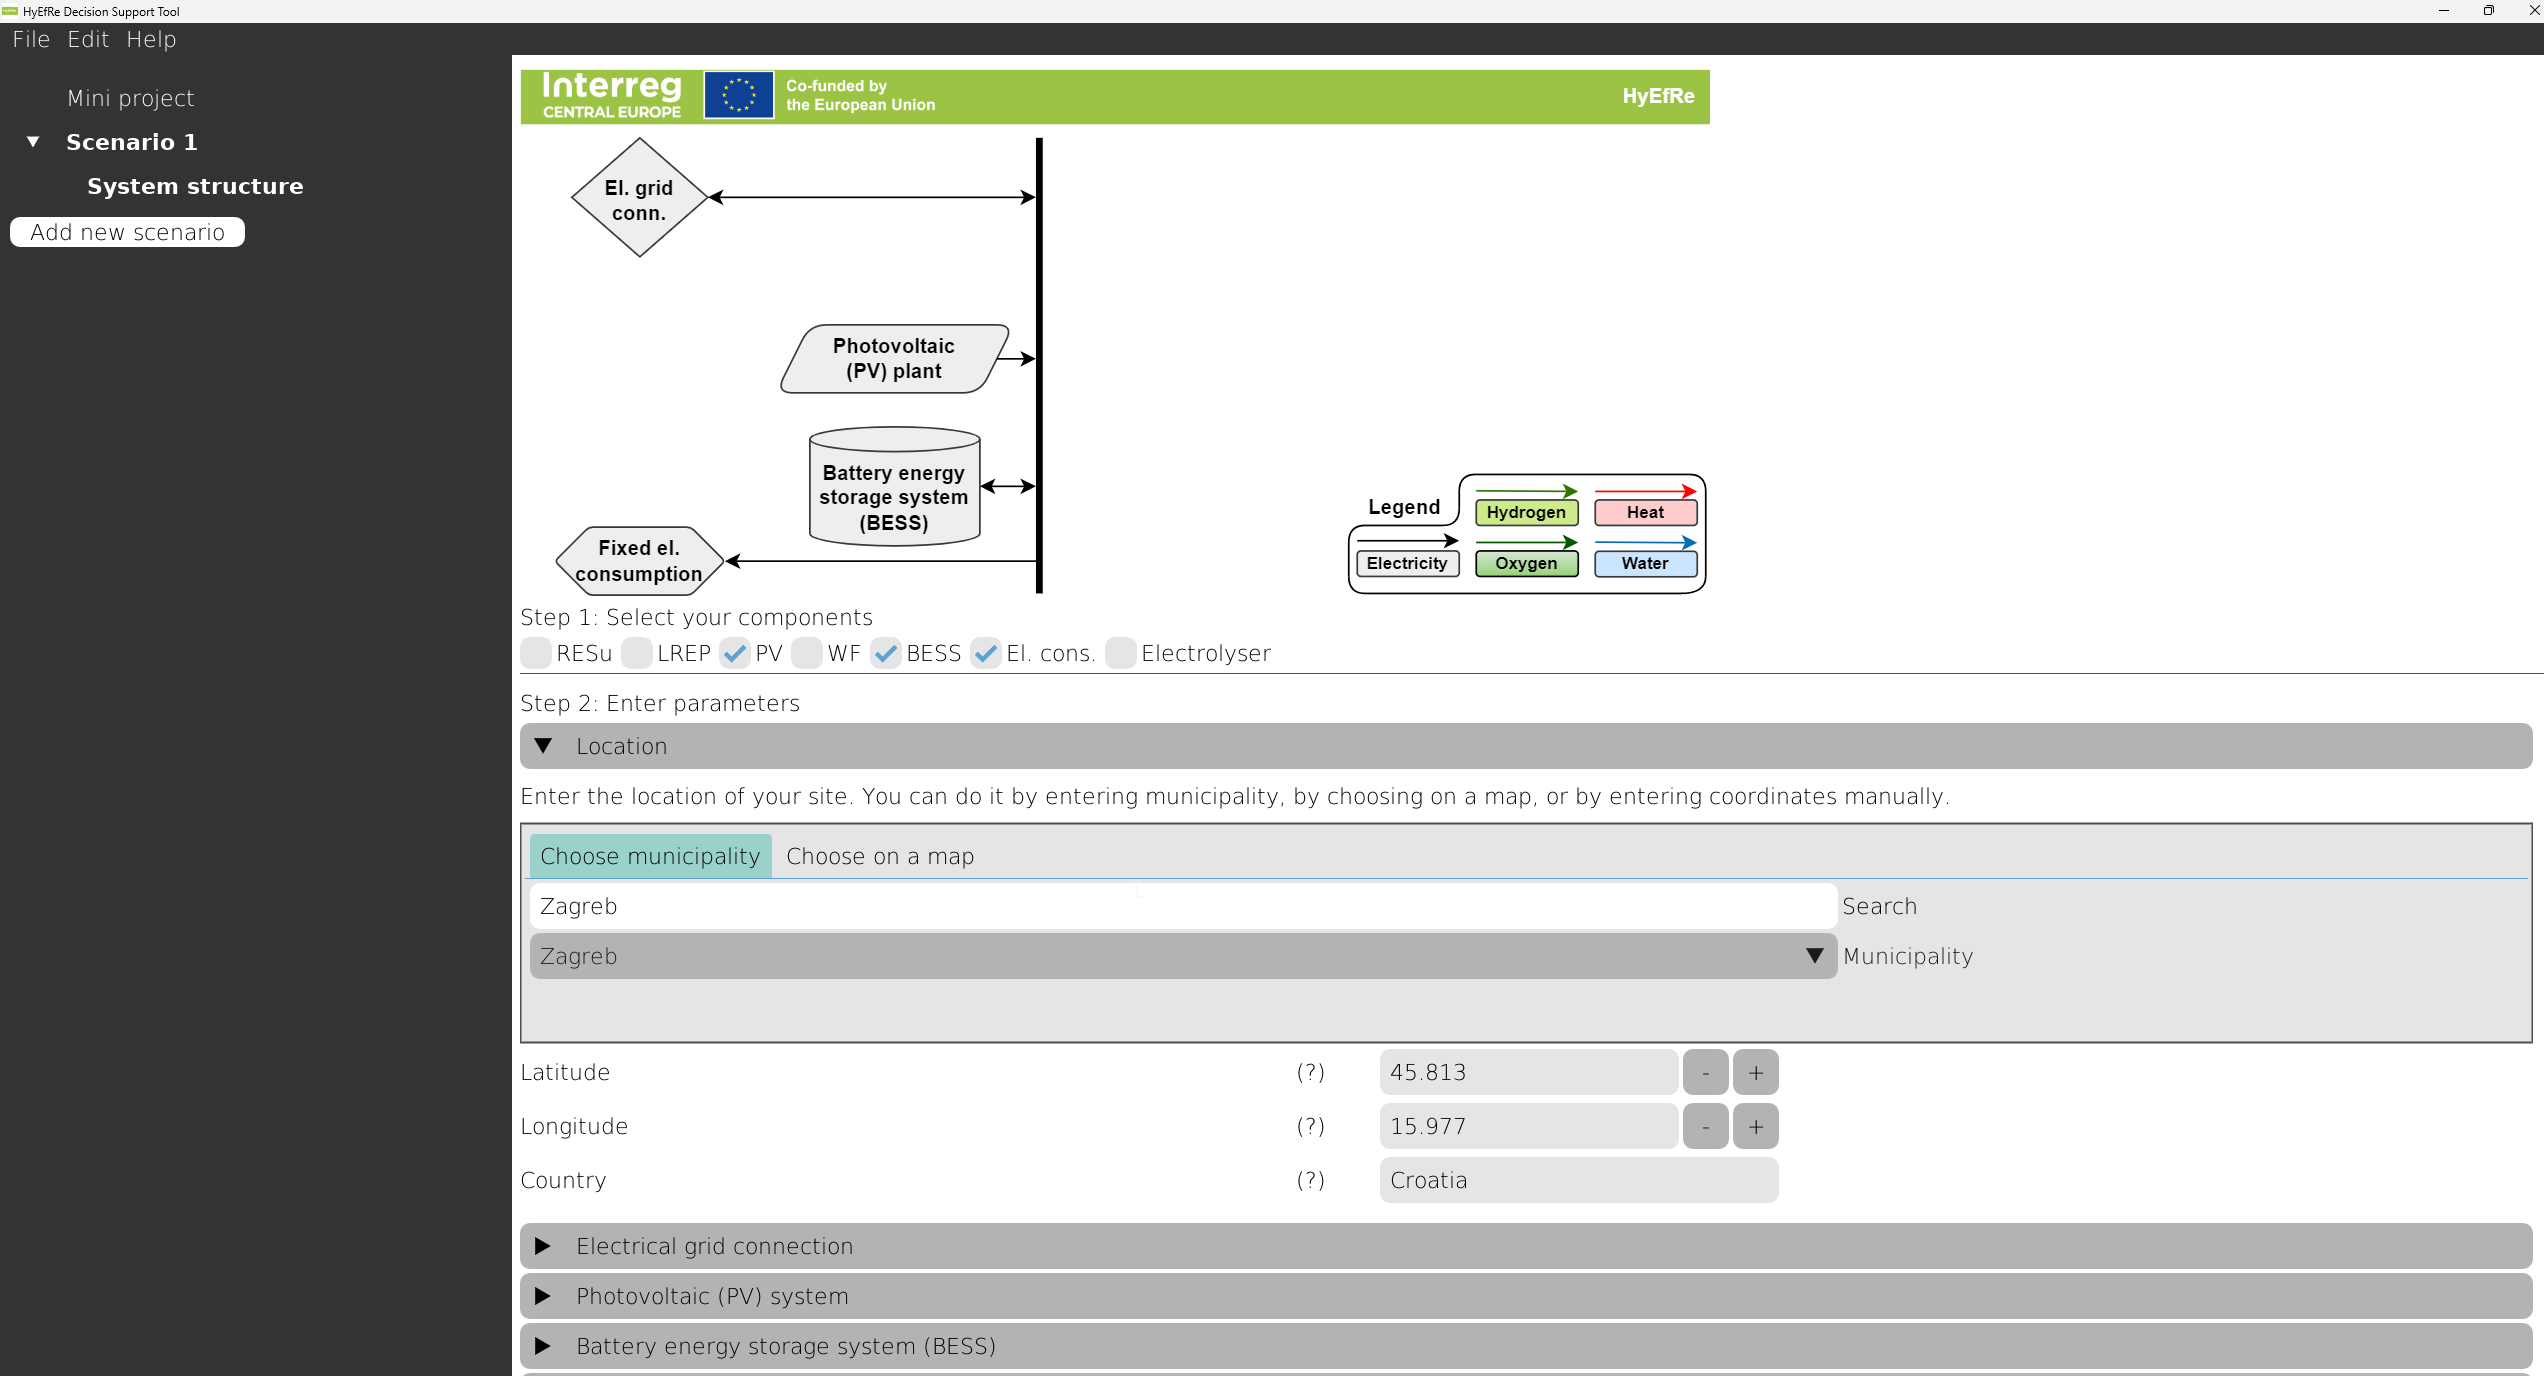 HyEfRe Decision Support Tool
File Edit Help
Mini project
Scenario 1
System structure
Add new scenario
Interreg
CENTRAL EUROPE
Co-funded by
the European Union
HyEfRe
El. grid
conn.
Photovoltaic
(PV) plant
Battery energy
storage system
(BESS)
Fixed el.
consumption
Legend
Hydrogen
Heat
Electricity
Oxygen
Water
Step 1: Select your components
RESu LREP PV WF BESS El. cons. Electrolyser
Step 2: Enter parameters
Location
Enter the location of your site. You can do it by entering municipality, by choosing on a map, or by entering coordinates manually.
Choose municipality Choose on a map
Zagreb Search
Zagreb Municipality
Latitude (?) 45.813 - +
Longitude (?) 15.977 - +
Country (?) Croatia
Electrical grid connection
Photovoltaic (PV) system
Battery energy storage system (BESS)